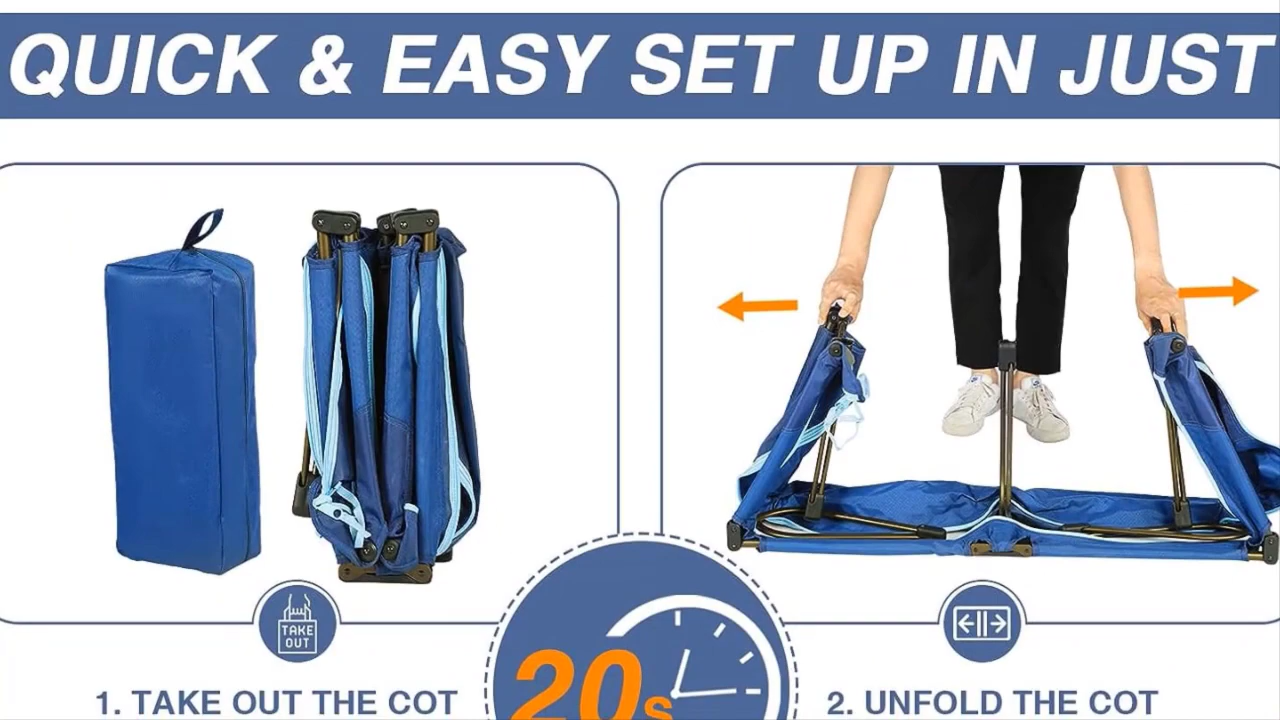 QUICK & EASY SET UP IN JUST
TAKE
OUT
20s
1. TAKE OUT THE COT
2. UNFOLD THE COT